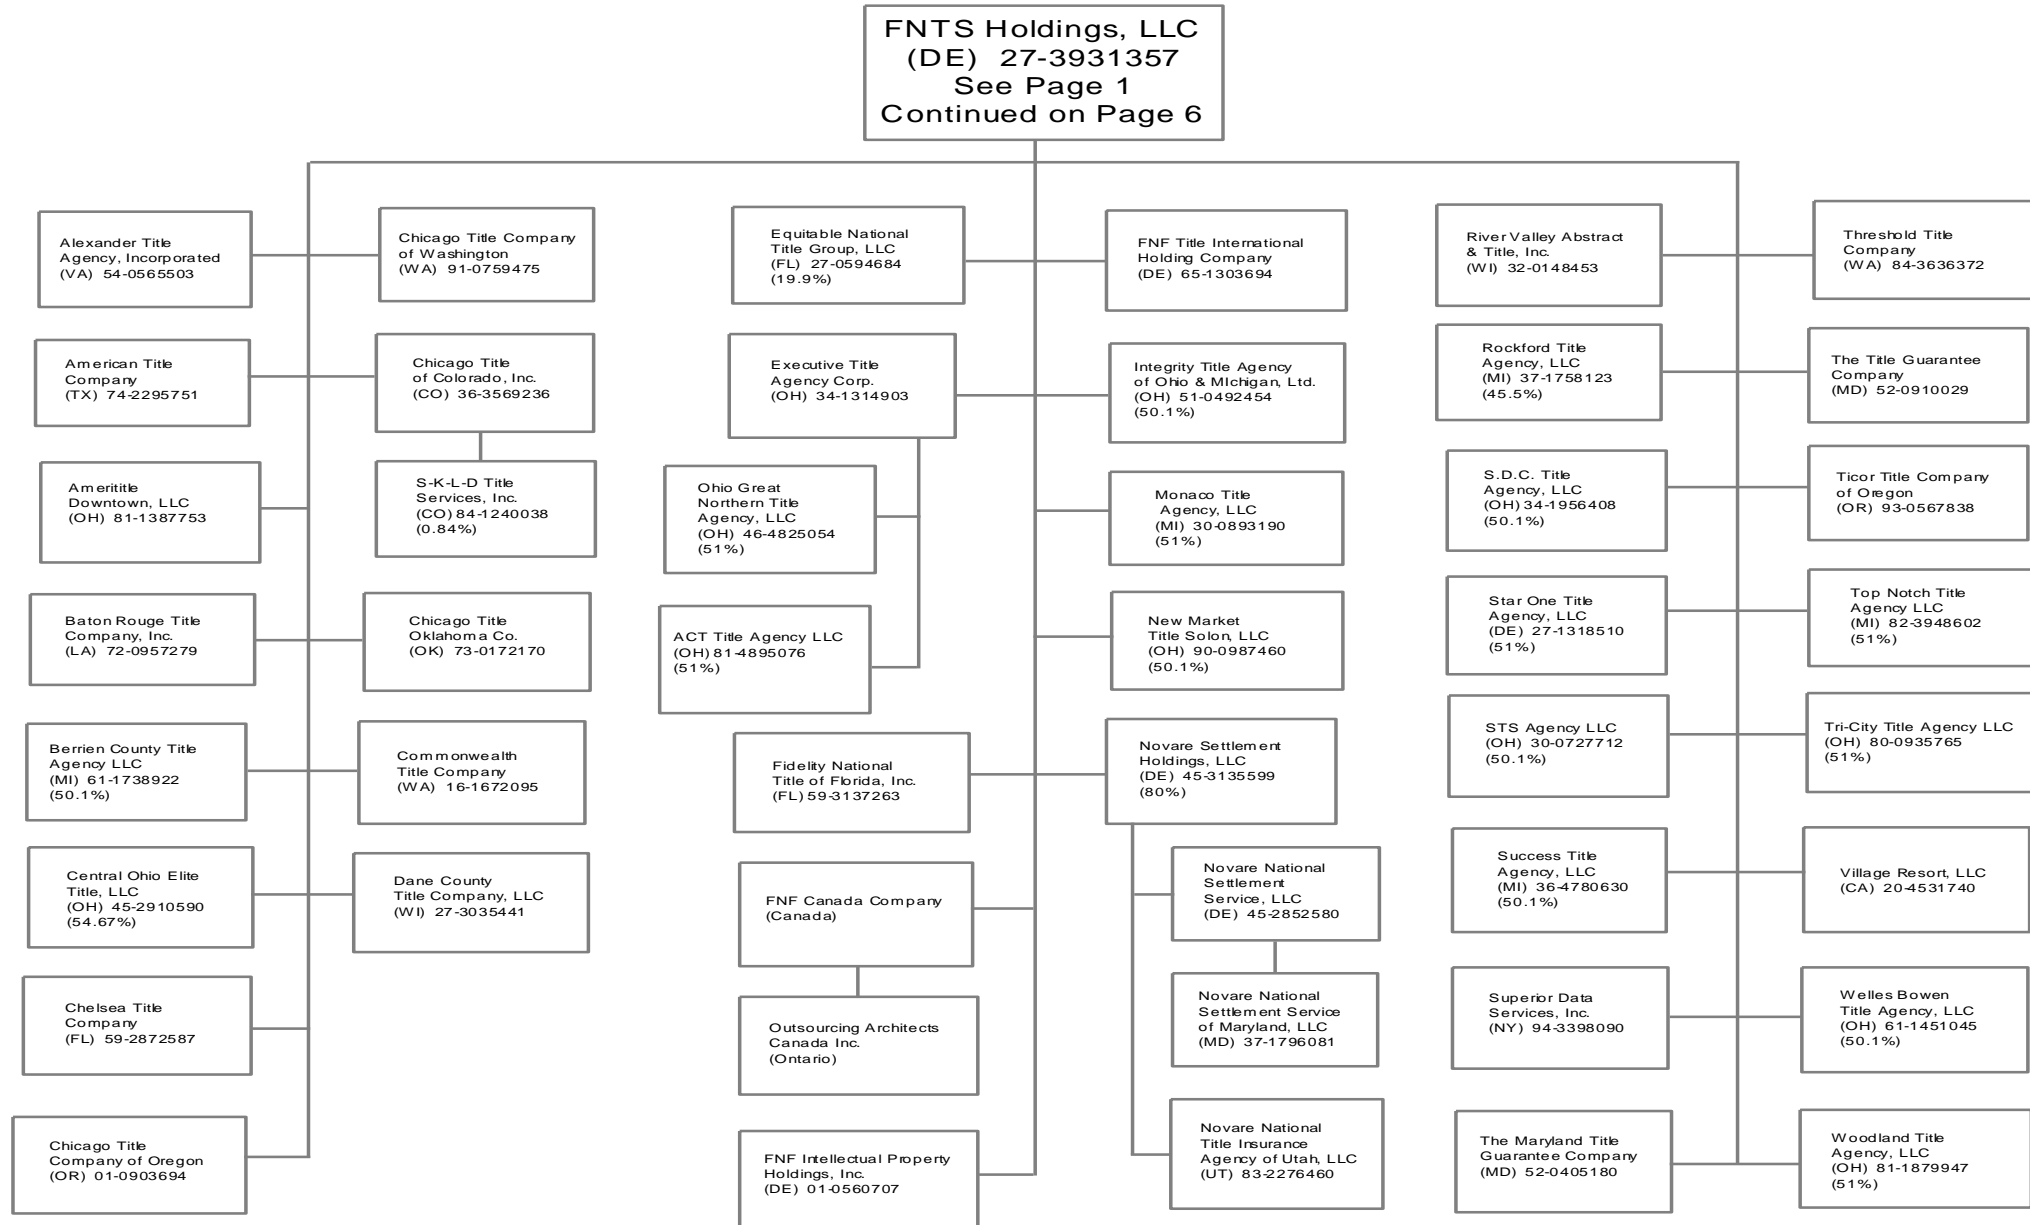 FNTS Holdings, LLC
(DE) 27-3931357
See Page 1
Continued on Page 6
Alexander Title
Agency, Incorporated
(VA) 54-0565503
Chicago Title Company
of Washington
(WA) 91-0759475
American Title
Company
(TX) 74-2295751
Chicago Title
of Colorado, Inc.
(CO) 36-3569236
Amerititle
Downtown, LLC
(OH) 81-1387753
S-K-L-D Title
Services, Inc.
(CO) 84-1240038
(0.84%)
Baton Rouge Title
Company, Inc.
(LA) 72-0957279
Chicago Title
Oklahoma Co.
(OK) 73-0172170
Berrien County Title
Agency LLC
(MI) 61-1738922
(50.1%)
Commonwealth
Title Company
(WA) 16-1672095
Central Ohio Elite
Title, LLC
(OH) 45-2910590
(54.67%)
Dane County
Title Company, LLC
(WI) 27-3035441
Chelsea Title
Company
(FL) 59-2872587
Chicago Title
Company of Oregon
(OR) 01-0903694
Equitable National
Title Group, LLC
(FL) 27-0594684
(19.9%)
FNF Title International
Holding Company
(DE) 65-1303694
Executive Title
Agency Corp.
(OH) 34-1314903
Integrity Title Agency
of Ohio & MIchigan, Ltd.
(OH) 51-0492454
(50.1%)
Ohio Great
Northern Title
Agency, LLC
(OH) 46-4825054
(51%)
Monaco Title
Agency, LLC
(MI) 30-0893190
(51%)
ACT Title Agency LLC
(OH) 81-4895076
(51%)
New Market
Title Solon, LLC
(OH) 90-0987460
(50.1%)
Fidelity National
Title of Florida, Inc.
(FL) 59-3137263
Novare Settlement
Holdings, LLC
(DE) 45-3135599
(80%)
FNF Canada Company
(Canada)
Novare National
Settlement
Service, LLC
(DE) 45-2852580
Outsourcing Architects
Canada Inc.
(Ontario)
Novare National
Settlement Service
of Maryland, LLC
(MD) 37-1796081
FNF Intellectual Property
Holdings, Inc.
(DE) 01-0560707
Novare National
Title Insurance
Agency of Utah, LLC
(UT) 83-2276460
River Valley Abstract
& Title, Inc.
(WI) 32-0148453
Threshold Title
Company
(WA) 84-3636372
Rockford Title
Agency, LLC
(MI) 37-1758123
(45.5%)
The Title Guarantee
Company
(MD) 52-0910029
S.D.C. Title
Agency, LLC
(OH) 34-1956408
(50.1%)
Ticor Title Company
of Oregon
(OR) 93-0567838
Star One Title
Agency, LLC
(DE) 27-1318510
(51%)
Top Notch Title
Agency LLC
(MI) 82-3948602
(51%)
STS Agency LLC
(OH) 30-0727712
(50.1%)
Tri-City Title Agency LLC
(OH) 80-0935765
(51%)
Success Title
Agency, LLC
(MI) 36-4780630
(50.1%)
Village Resort, LLC
(CA) 20-4531740
Superior Data
Services, Inc.
(NY) 94-3398090
Welles Bowen
Title Agency, LLC
(OH) 61-1451045
(50.1%)
The Maryland Title
Guarantee Company
(MD) 52-0405180
Woodland Title
Agency, LLC
(OH) 81-1879947
(51%)